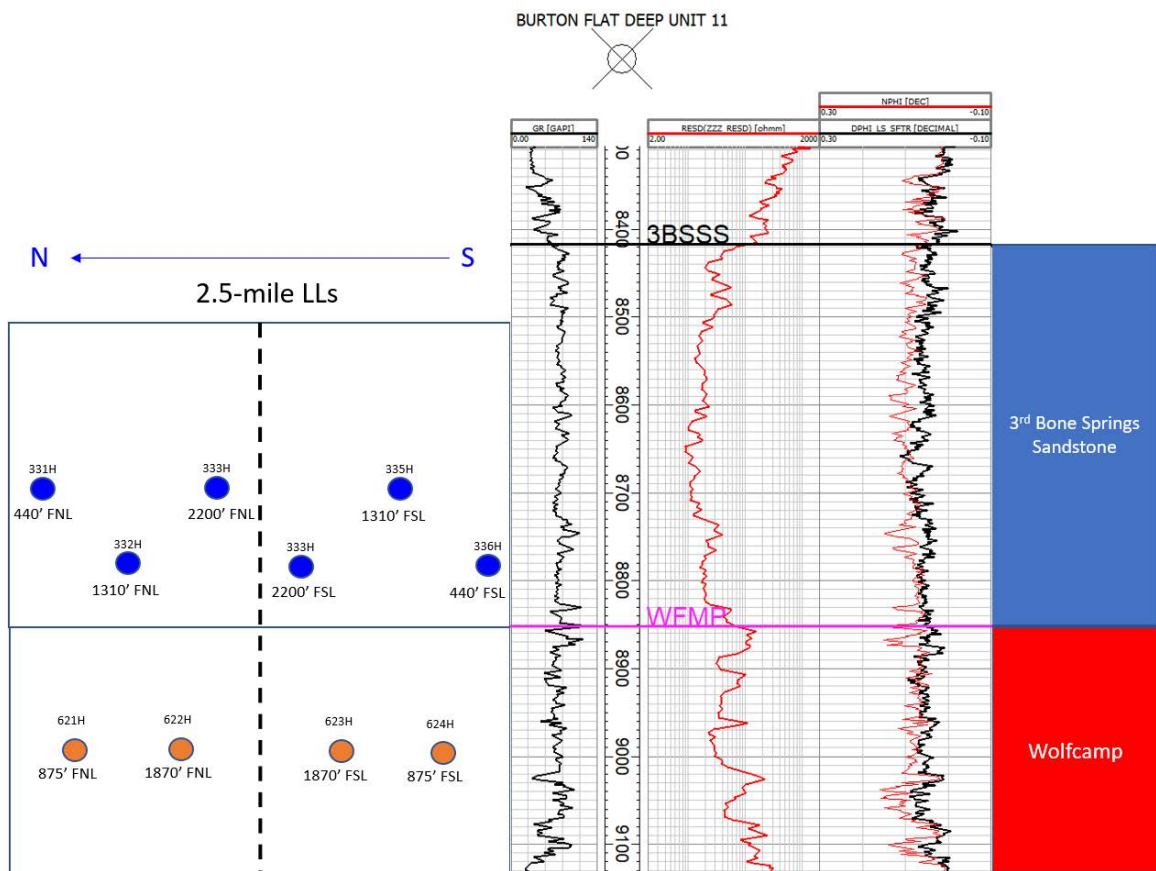 BURTON FLAT DEEP UNIT 11
NPHI [DEC]
0.30 -0.10
GR [GAPI]
0.00 140
RESD(ZZZ_RESD) [ohmm]
2.00 2000
DPHI_LS_SFTR [DECIMAL]
0.30 -0.10
00
8400
3BSSS
N S
2.5-mile LLs
8500
8600
3rd Bone Springs
Sandstone
331H
440’ FNL
333H
2200’ FNL
335H
1310’ FSL
8700
332H
1310’ FNL
333H
2200’ FSL
336H
440’ FSL
8800
WFMP
8900
621H
875’ FNL
622H
1870’ FNL
623H
1870’ FSL
624H
875’ FSL
9000
Wolfcamp
9100